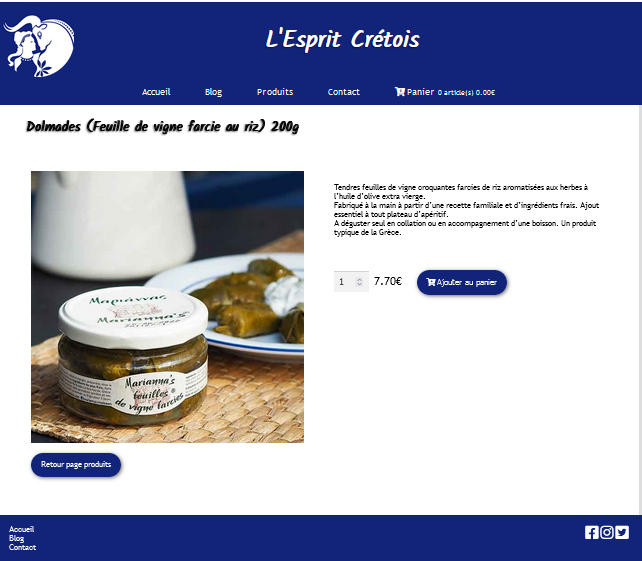 L'Esprit Crétois
Accueil Blog Produits Contact Panier 0 article(s) 0.00€
Dolmades (Feuille de vigne farcie au riz) 200g
Tendres feuilles de vigne croquantes farcies de riz aromatisées aux herbes à
l'huile d'olive extra vierge.
Fabriqué à la main à partir d'une recette familiale et d'ingrédients frais. Ajout
essentiel à tout plateau d'apéritif.
A déguster seul en collation ou en accompagnement d'une boisson. Un produit
typique de la Grèce.
1 7.70€ Ajouter au panier
Μαριάννας
Marianna's
Marianna's
feuilles
de vigne farcies
Retour page produits
Accueil
Blog
Contact